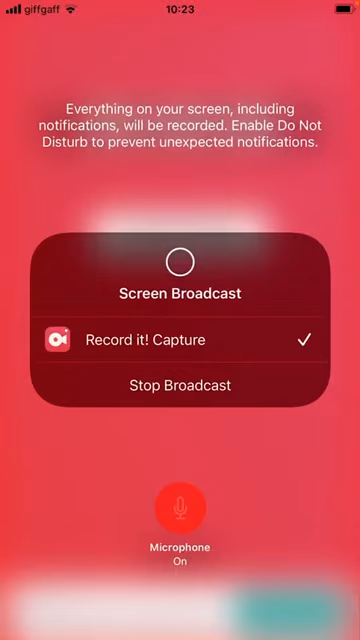 giffgaff 10:23
Everything on your screen, including
notifications, will be recorded. Enable Do Not
Disturb to prevent unexpected notifications.
Screen Broadcast
Record it! Capture
Stop Broadcast
Microphone
On